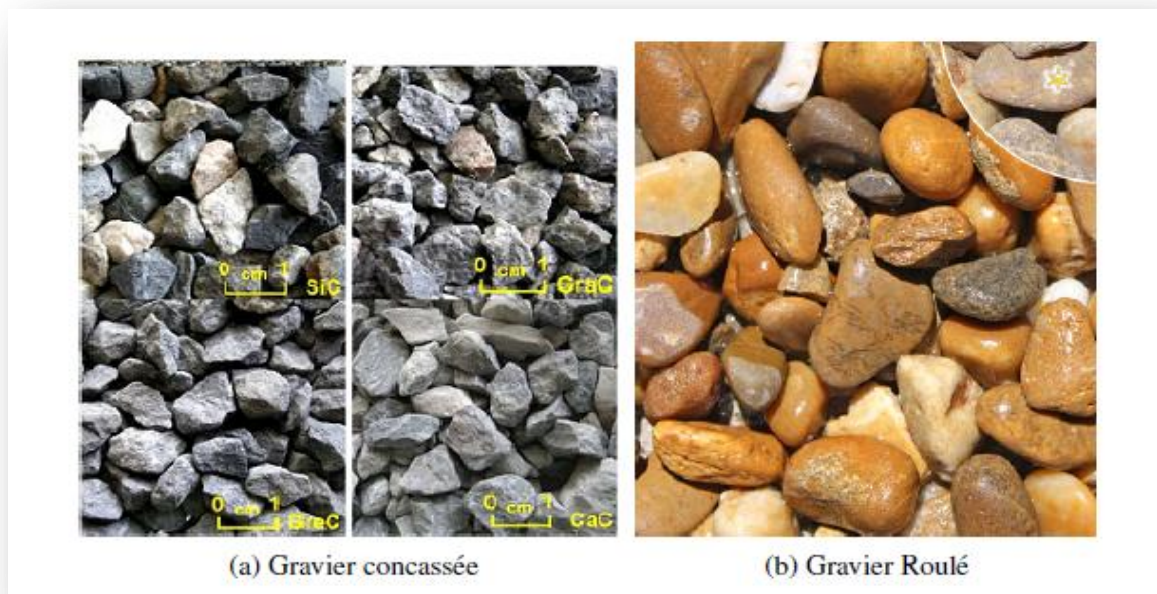 0 cm 1
SiC
0 cm 1
GraC
0 cm 1
0 cm 1
CaC
(a) Gravier concassée
(b) Gravier Roulé